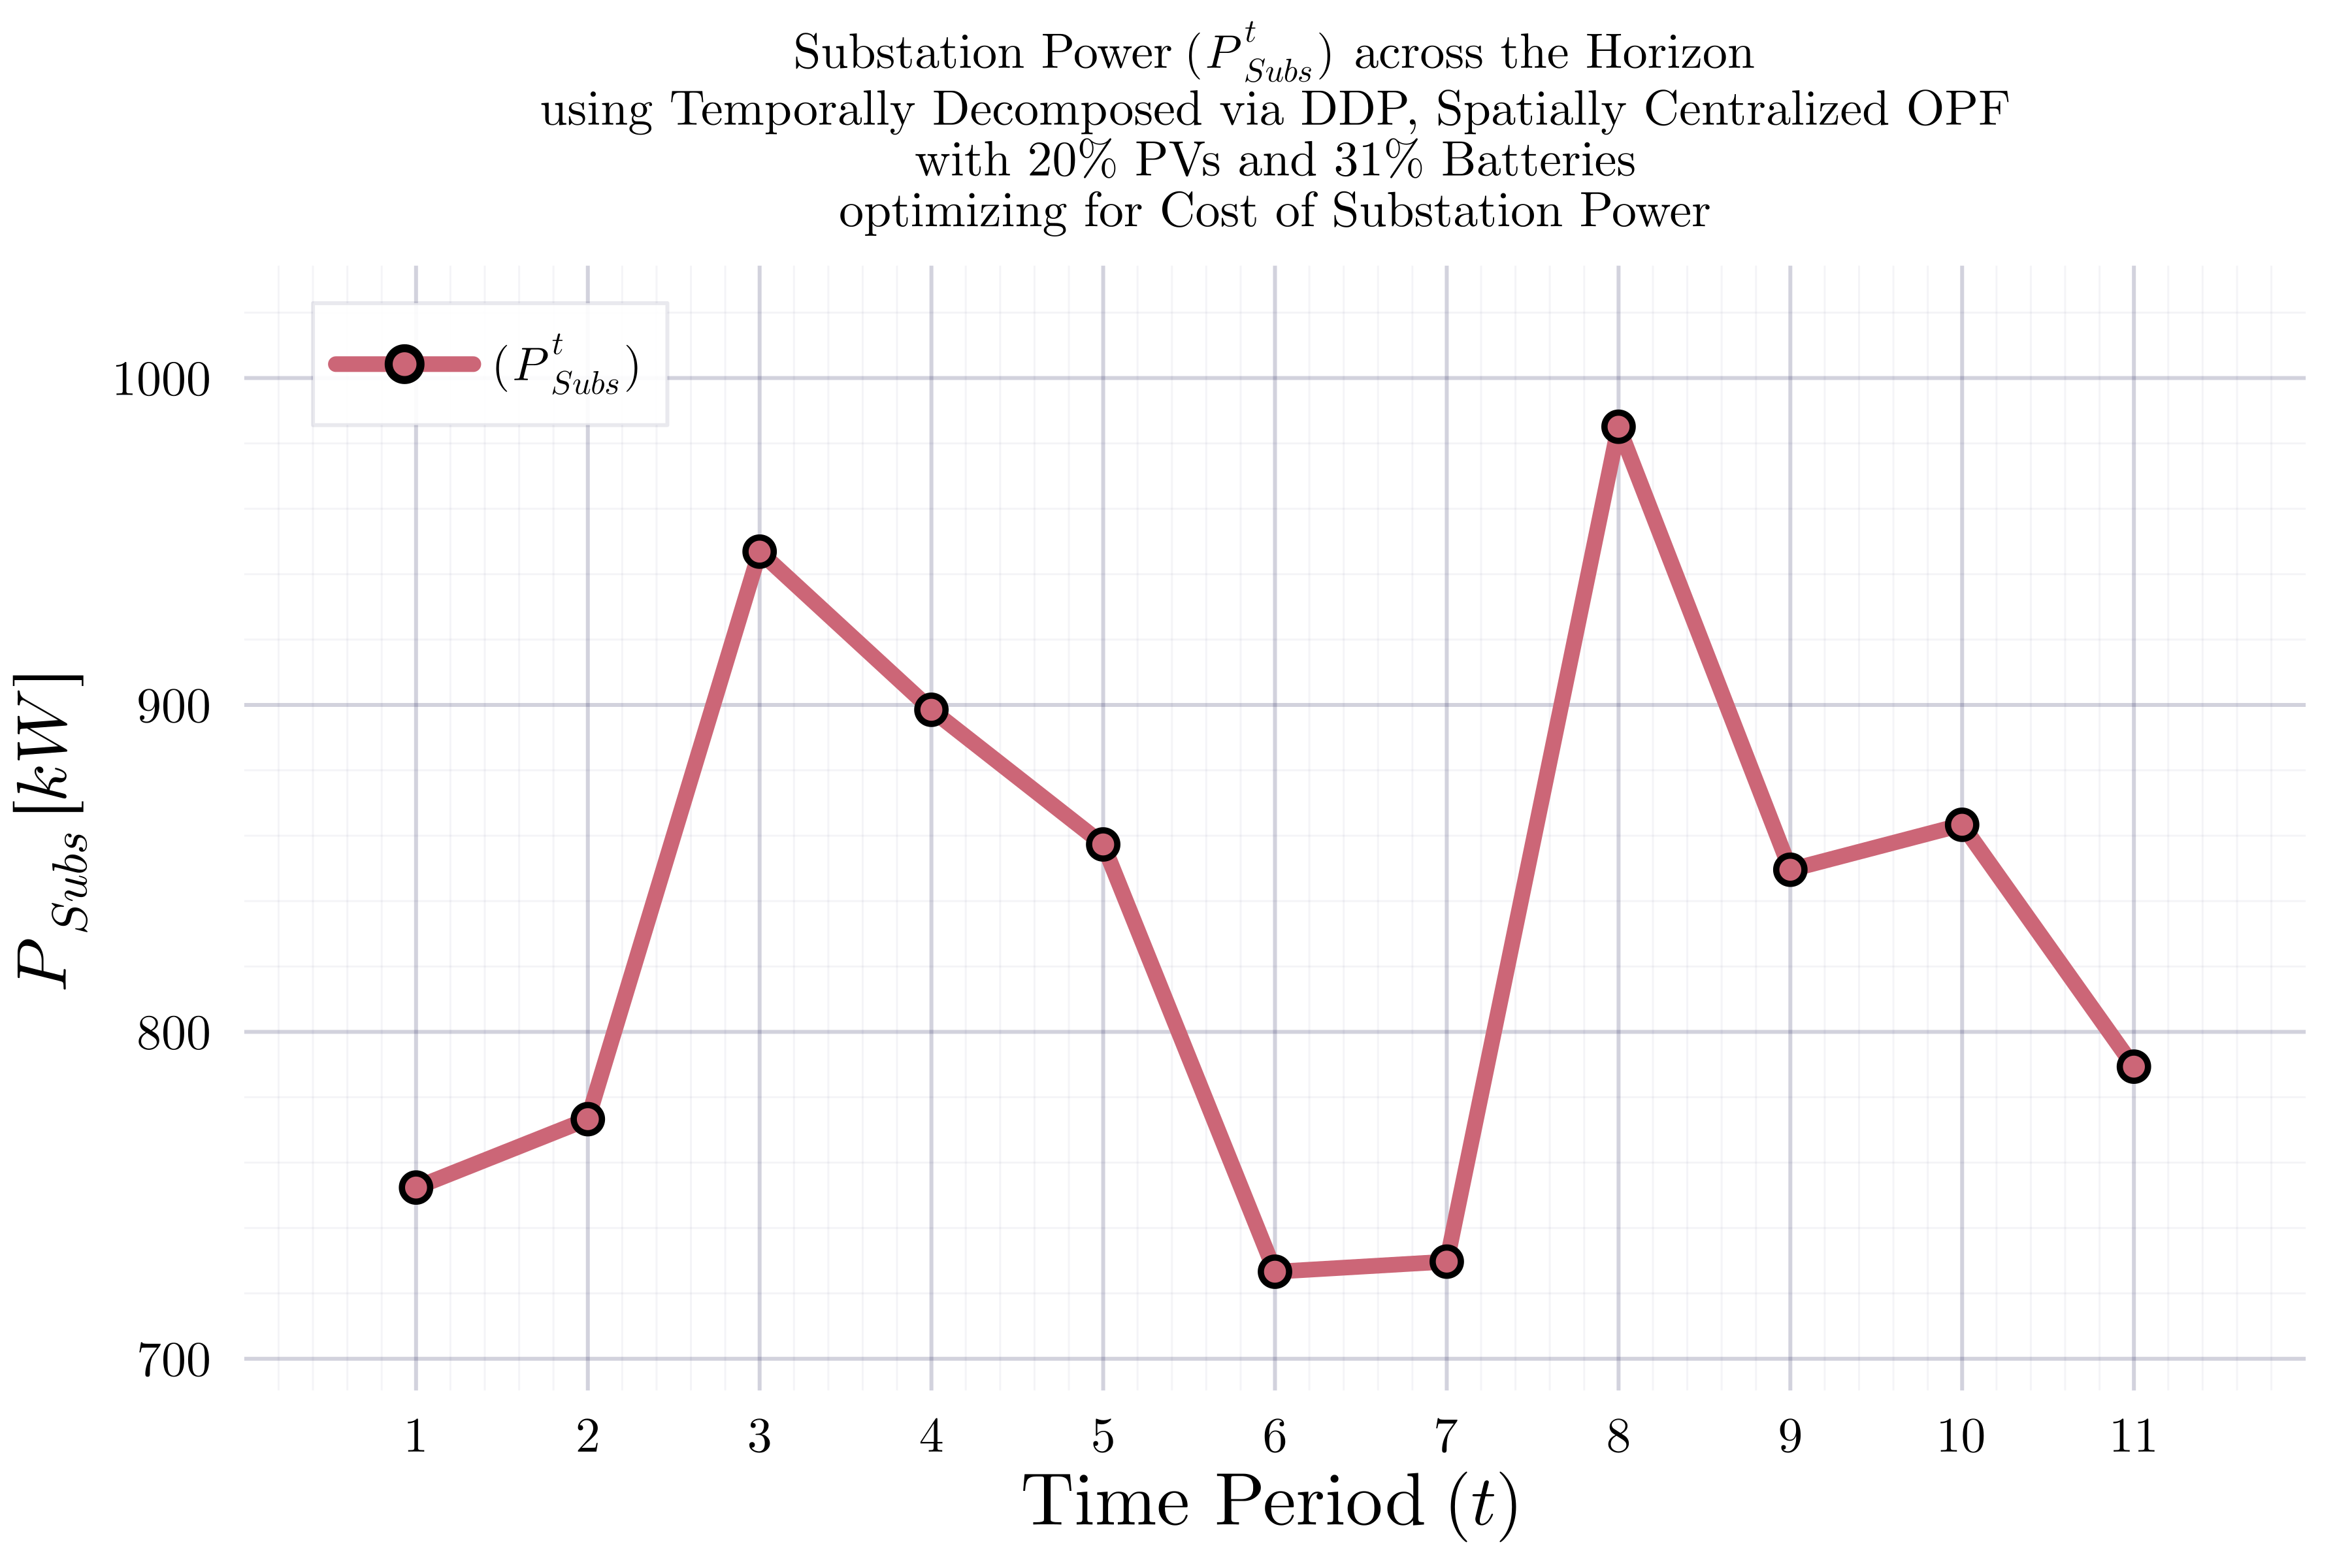 Substation Power (P^t_Subs) across the Horizon
using Temporally Decomposed via DDP, Spatially Centralized OPF
with 20% PVs and 31% Batteries
optimizing for Cost of Substation Power
(P^t_Subs)
1000
900
800
700
P_Subs [kW]
1 2 3 4 5 6 7 8 9 10 11
Time Period (t)